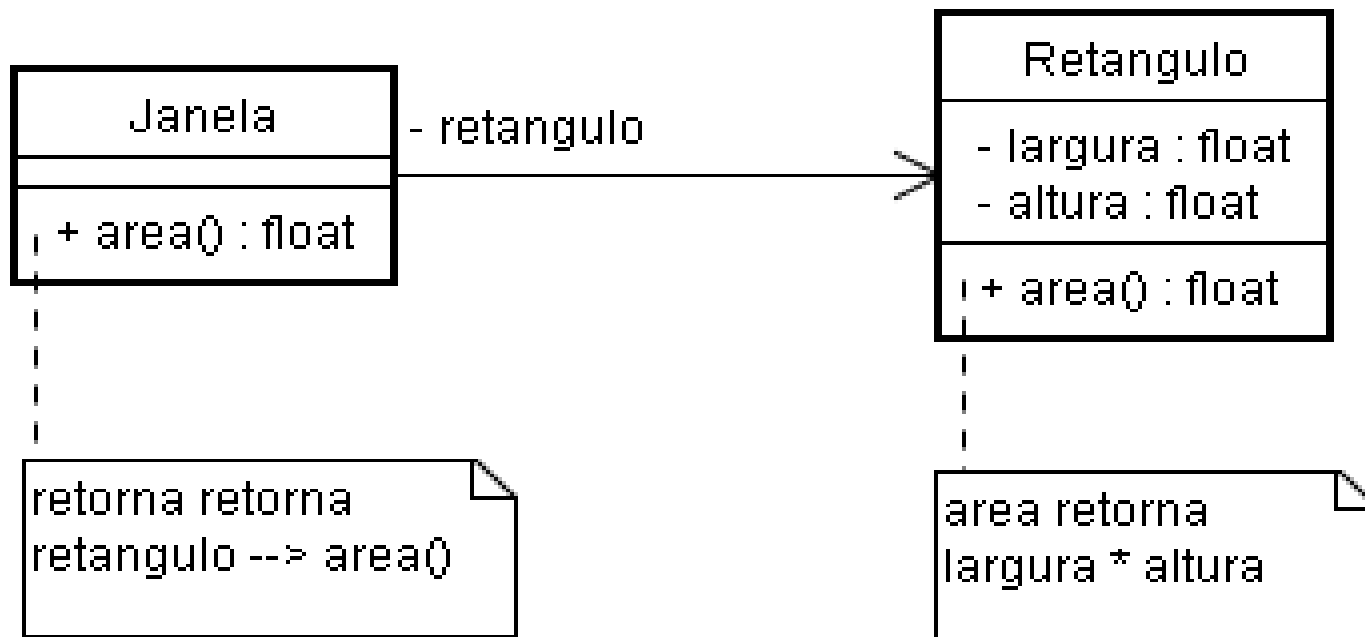 Janela
+ area() : float
retorna retorna
retangulo --> area()
- retangulo
Retangulo
- largura : float
- altura : float
+ area() : float
area retorna
largura * altura